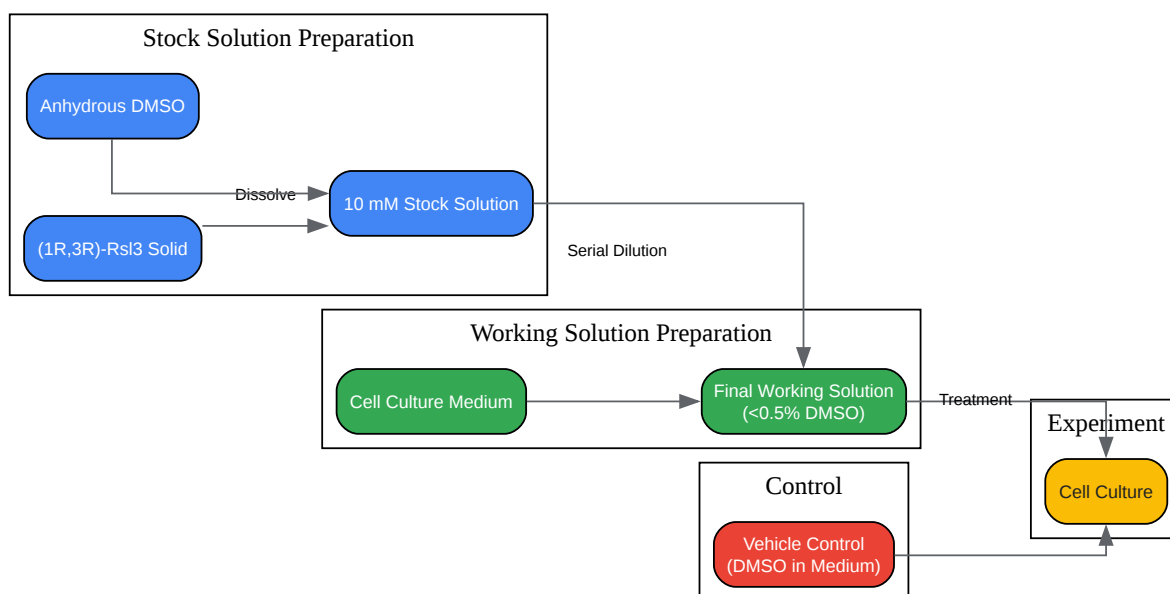 Stock Solution Preparation
Anhydrous DMSO
Dissolve
10 mM Stock Solution
(1R,3R)-Rsl3 Solid
Serial Dilution
Working Solution Preparation
Cell Culture Medium
Final Working Solution
(<0.5% DMSO)
Treatment
Experiment
Cell Culture
Control
Vehicle Control
(DMSO in Medium)